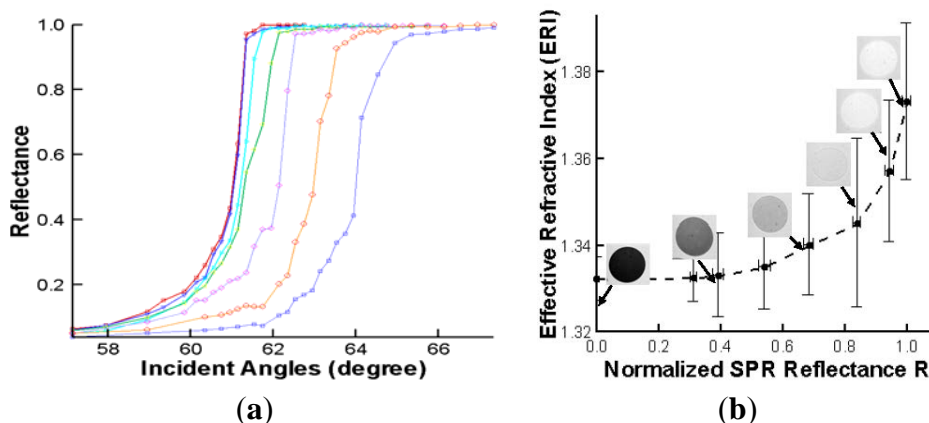 1.0
0.8
0.6
0.4
0.2
Reflectance
58 60 62 64 66
Incident Angles (degree)
(a)
Effective Refractive Index (ERI)
1.38
1.36
1.34
1.32
0.0 0.2 0.4 0.6 0.8 1.0
Normalized SPR Reflectance R
(b)